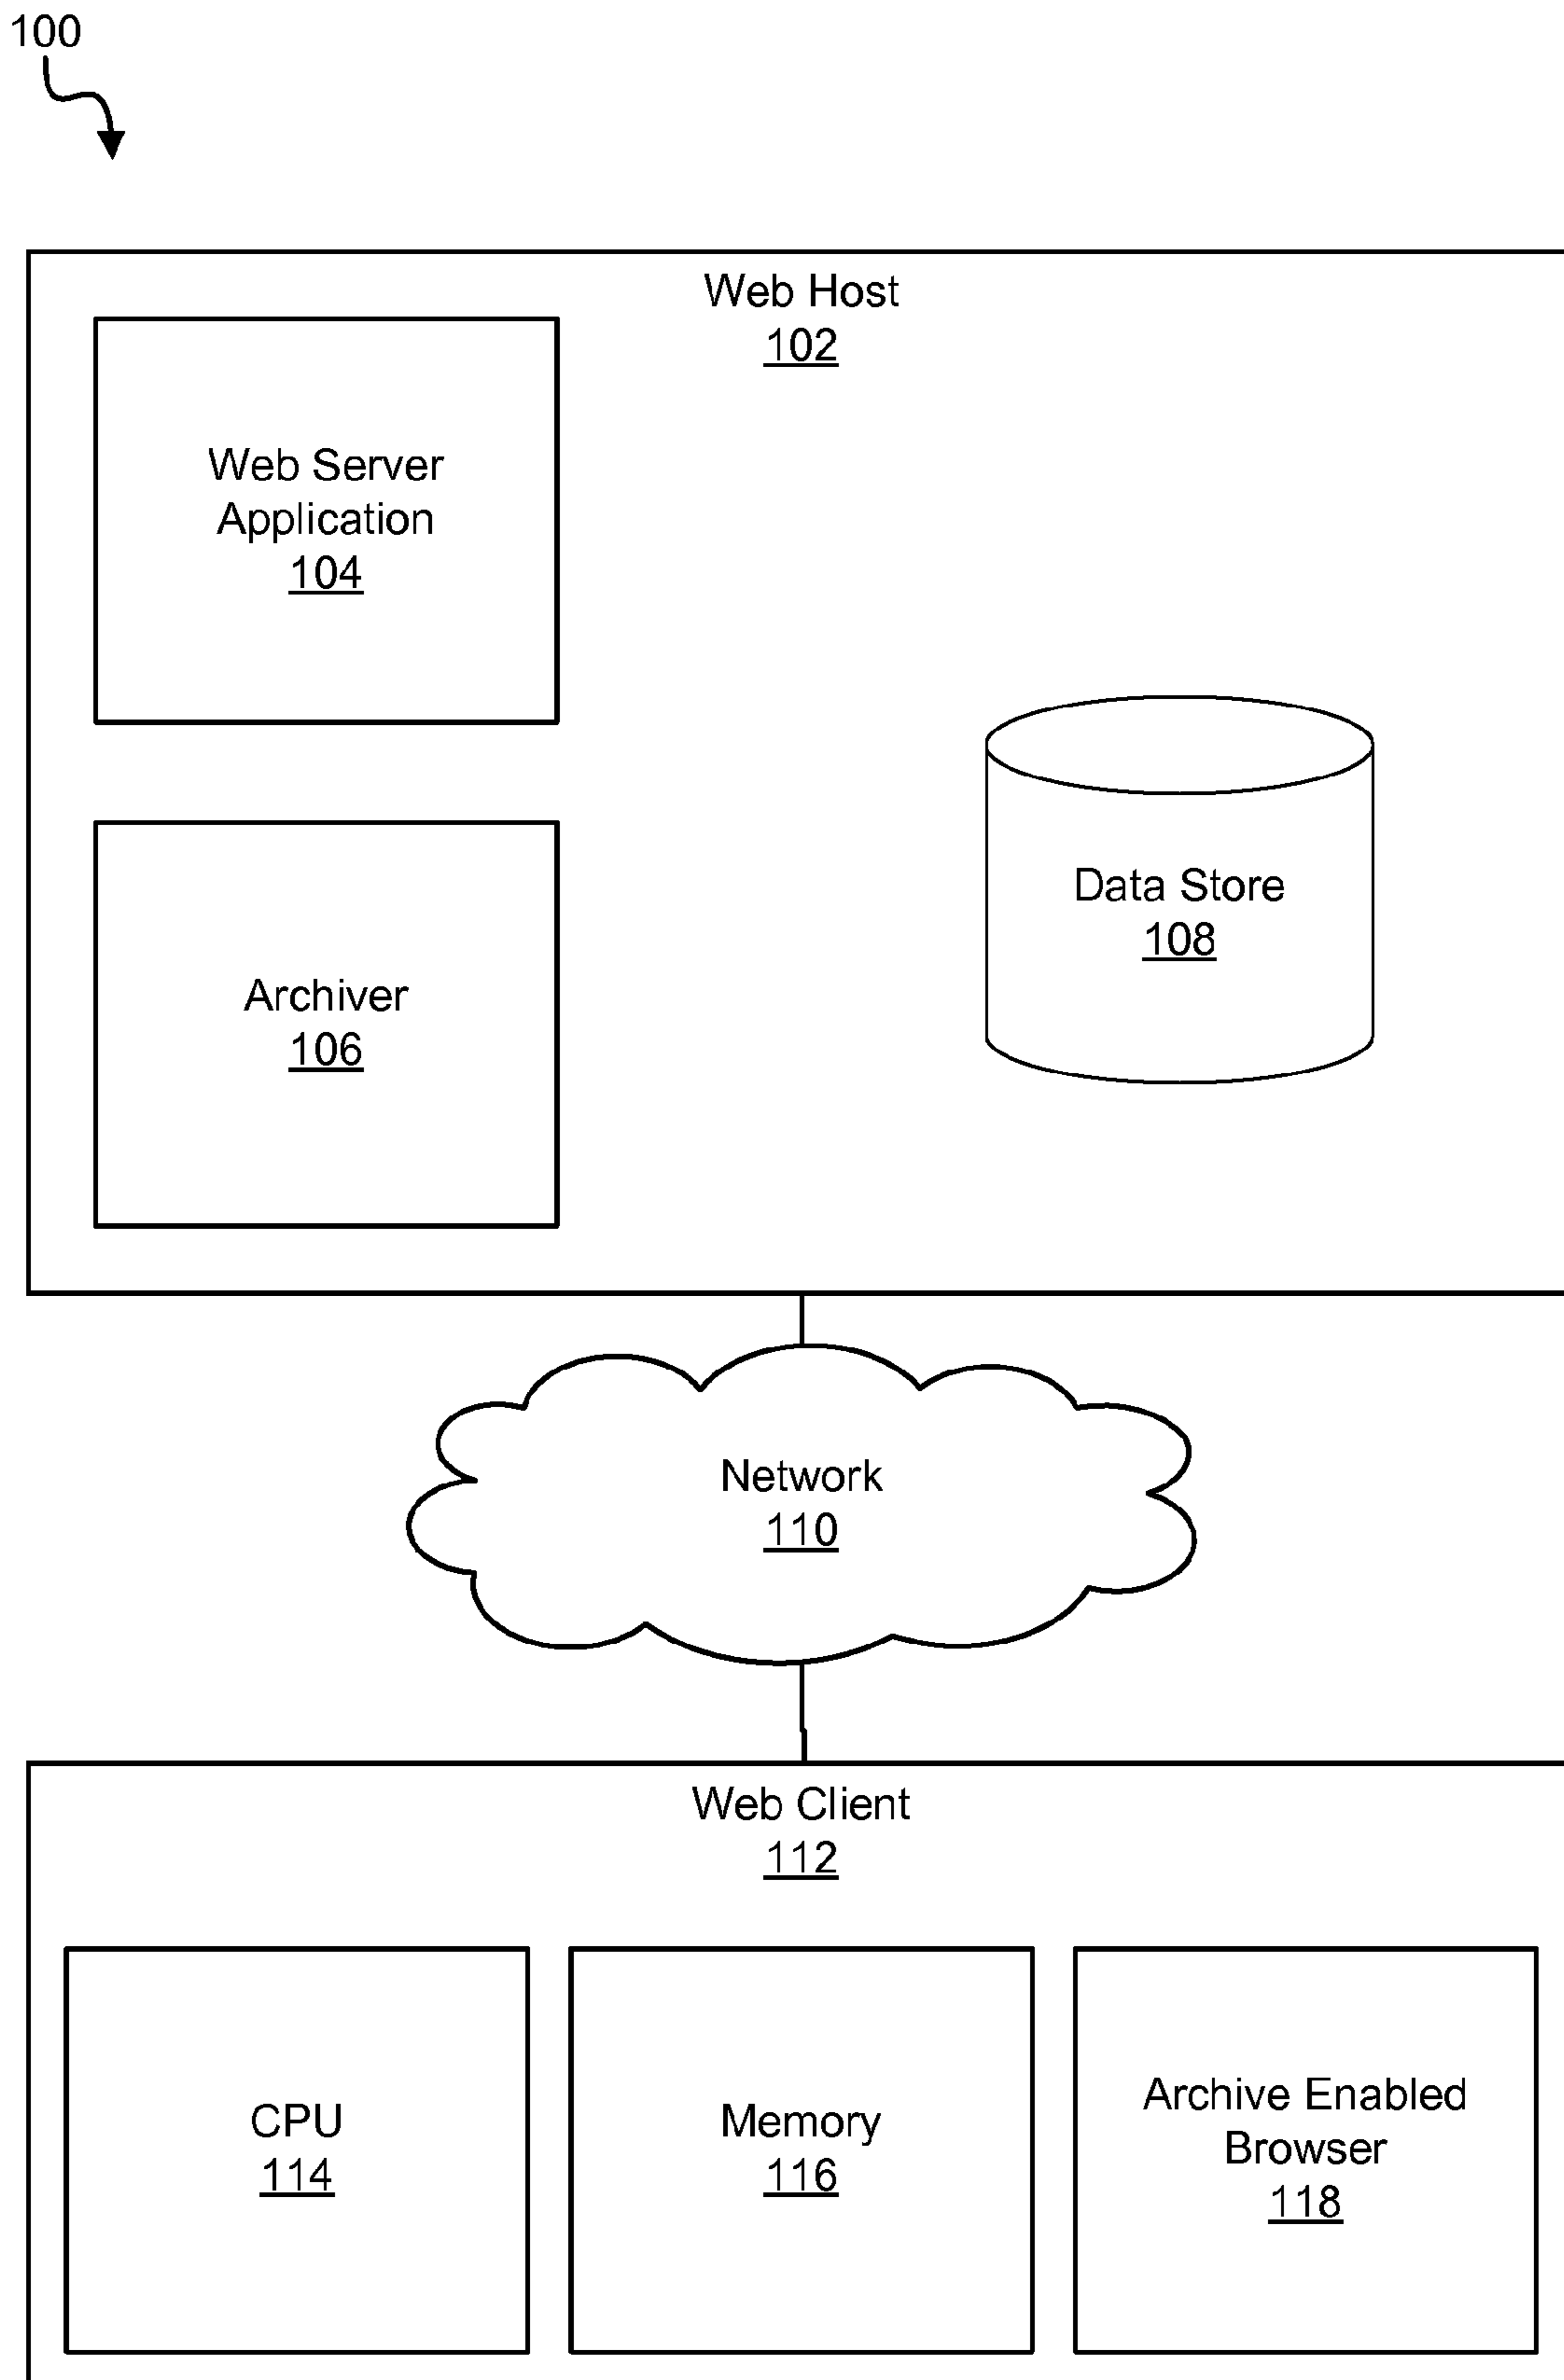 100
Web Host
102
Web Server
Application
104
Data Store
108
Archiver
106
Network
110
Web Client
112
CPU
114
Memory
116
Archive Enabled
Browser
118